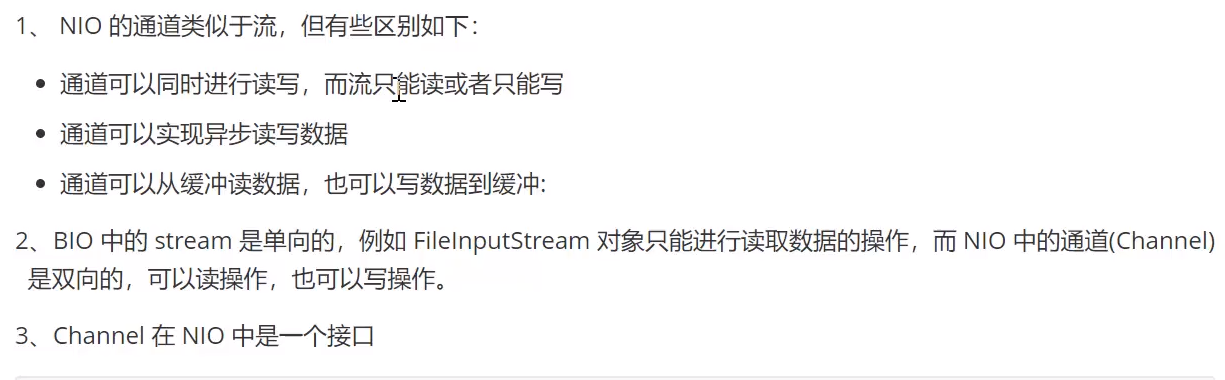 1、 NIO 的通道类似于流，但有些区别如下：
通道可以同时进行读写，而流只能读或者只能写
通道可以实现异步读写数据
通道可以从缓冲读数据，也可以写数据到缓冲:
2、BIO 中的 stream 是单向的，例如 FileInputStream 对象只能进行读取数据的操作，而 NIO 中的通道(Channel)
是双向的，可以读操作，也可以写操作。
3、Channel 在 NIO 中是一个接口